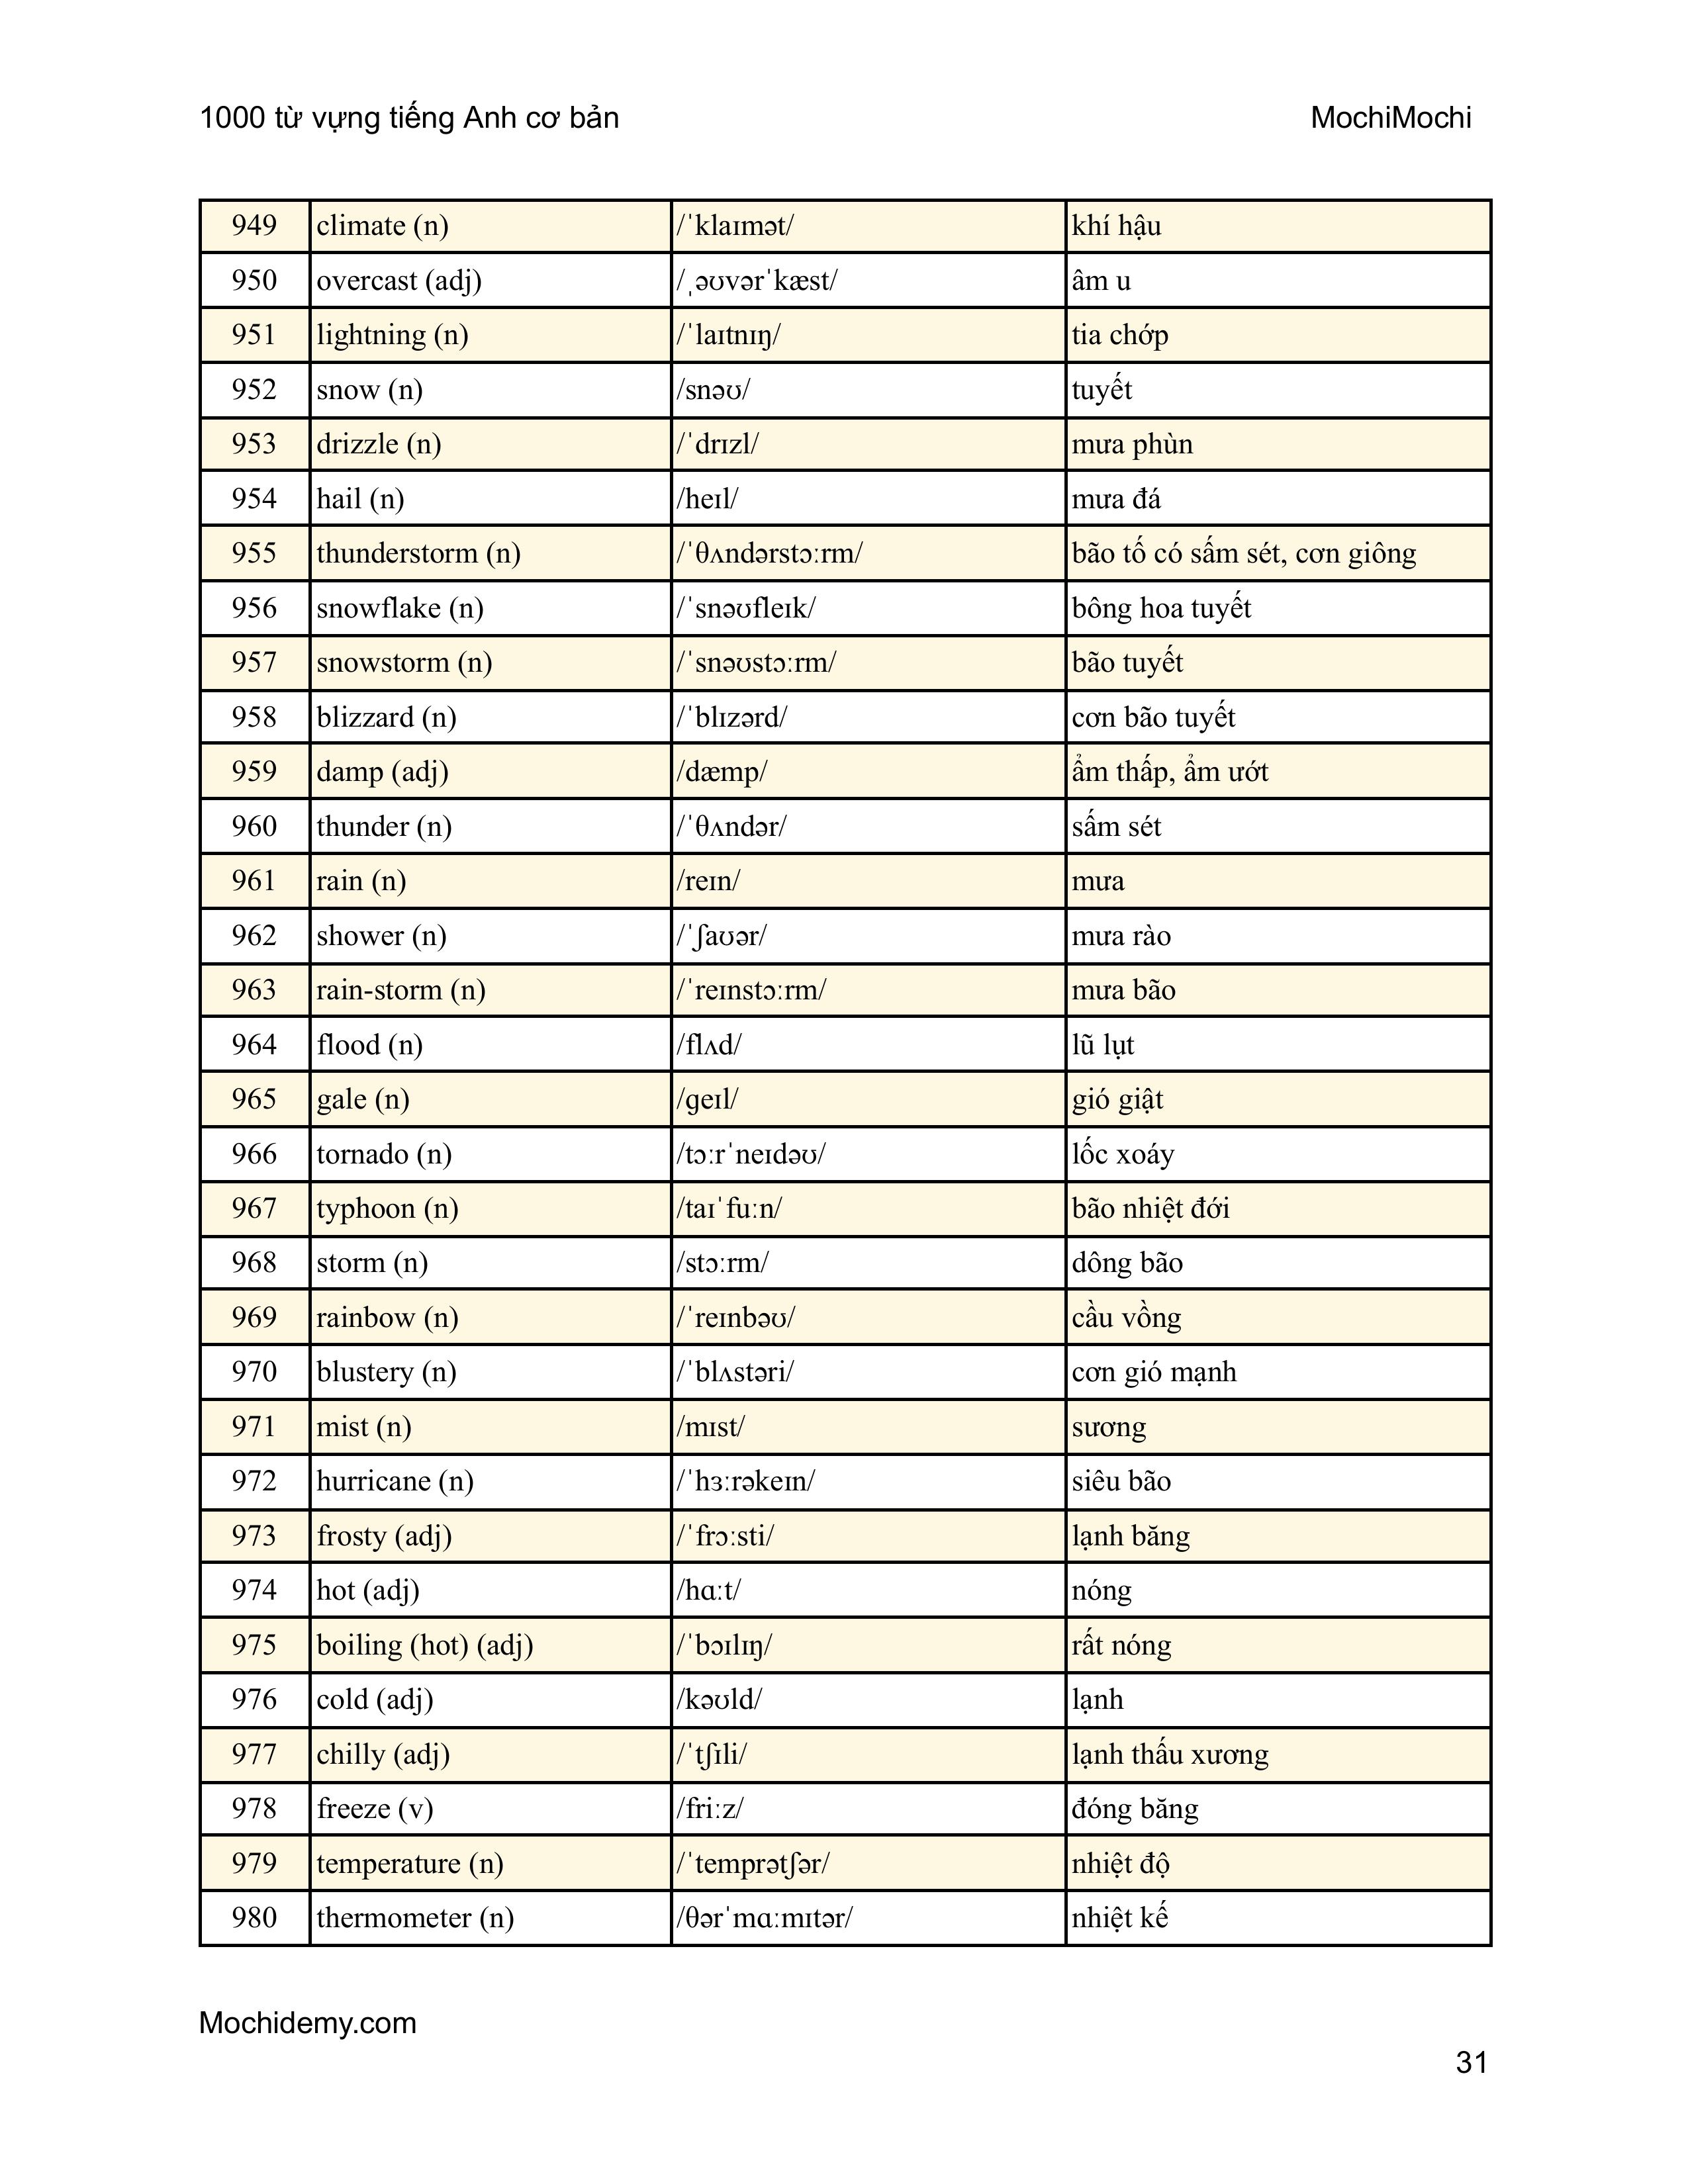 1000 từ vựng tiếng Anh cơ bản MochiMochi
949 climate (n) /ˈklaɪmət/ khí hậu
950 overcast (adj) /ˌəʊvərˈkæst/ âm u
951 lightning (n) /ˈlaɪtnɪŋ/ tia chớp
952 snow (n) /snəʊ/ tuyết
953 drizzle (n) /ˈdrɪzl/ mưa phùn
954 hail (n) /heɪl/ mưa đá
955 thunderstorm (n) /ˈθʌndərstɔːrm/ bão tố có sấm sét, cơn giông
956 snowflake (n) /ˈsnəʊfleɪk/ bông hoa tuyết
957 snowstorm (n) /ˈsnəʊstɔːrm/ bão tuyết
958 blizzard (n) /ˈblɪzərd/ cơn bão tuyết
959 damp (adj) /dæmp/ ẩm thấp, ẩm ướt
960 thunder (n) /ˈθʌndər/ sấm sét
961 rain (n) /reɪn/ mưa
962 shower (n) /ˈʃaʊər/ mưa rào
963 rain-storm (n) /ˈreɪnstɔːrm/ mưa bão
964 flood (n) /flʌd/ lũ lụt
965 gale (n) /ɡeɪl/ gió giật
966 tornado (n) /tɔːrˈneɪdəʊ/ lốc xoáy
967 typhoon (n) /taɪˈfuːn/ bão nhiệt đới
968 storm (n) /stɔːrm/ dông bão
969 rainbow (n) /ˈreɪnbəʊ/ cầu vồng
970 blustery (n) /ˈblʌstəri/ cơn gió mạnh
971 mist (n) /mɪst/ sương
972 hurricane (n) /ˈhɜːrəkeɪn/ siêu bão
973 frosty (adj) /ˈfrɔːsti/ lạnh băng
974 hot (adj) /hɑːt/ nóng
975 boiling (hot) (adj) /ˈbɔɪlɪŋ/ rất nóng
976 cold (adj) /kəʊld/ lạnh
977 chilly (adj) /ˈtʃɪli/ lạnh thấu xương
978 freeze (v) /friːz/ đóng băng
979 temperature (n) /ˈtemprətʃər/ nhiệt độ
980 thermometer (n) /θərˈmɑːmɪtər/ nhiệt kế
Mochidemy.com
31